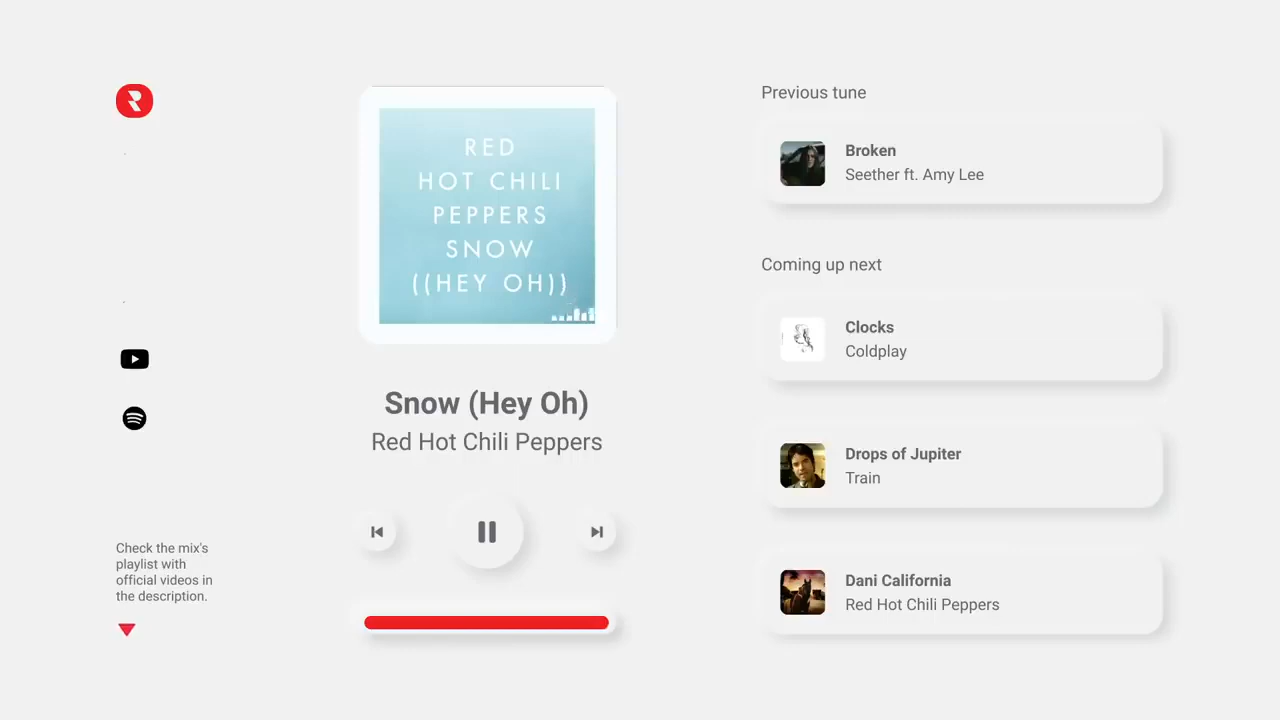 RED
HOT CHILI
PEPPERS
SNOW
((HEY OH))
Snow (Hey Oh)
Red Hot Chili Peppers
Check the mix's
playlist with
official videos in
the description.
Previous tune
Broken
Seether ft. Amy Lee
Coming up next
Clocks
Coldplay
Drops of Jupiter
Train
Dani California
Red Hot Chili Peppers